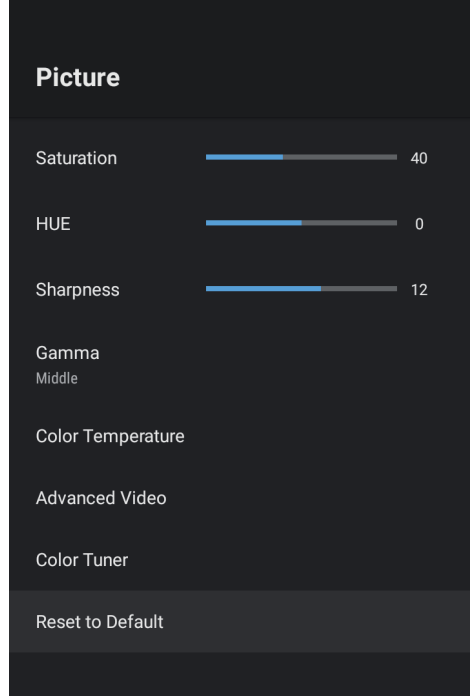 Picture
Saturation 40
HUE 0
Sharpness 12
Gamma
Middle
Color Temperature
Advanced Video
Color Tuner
Reset to Default